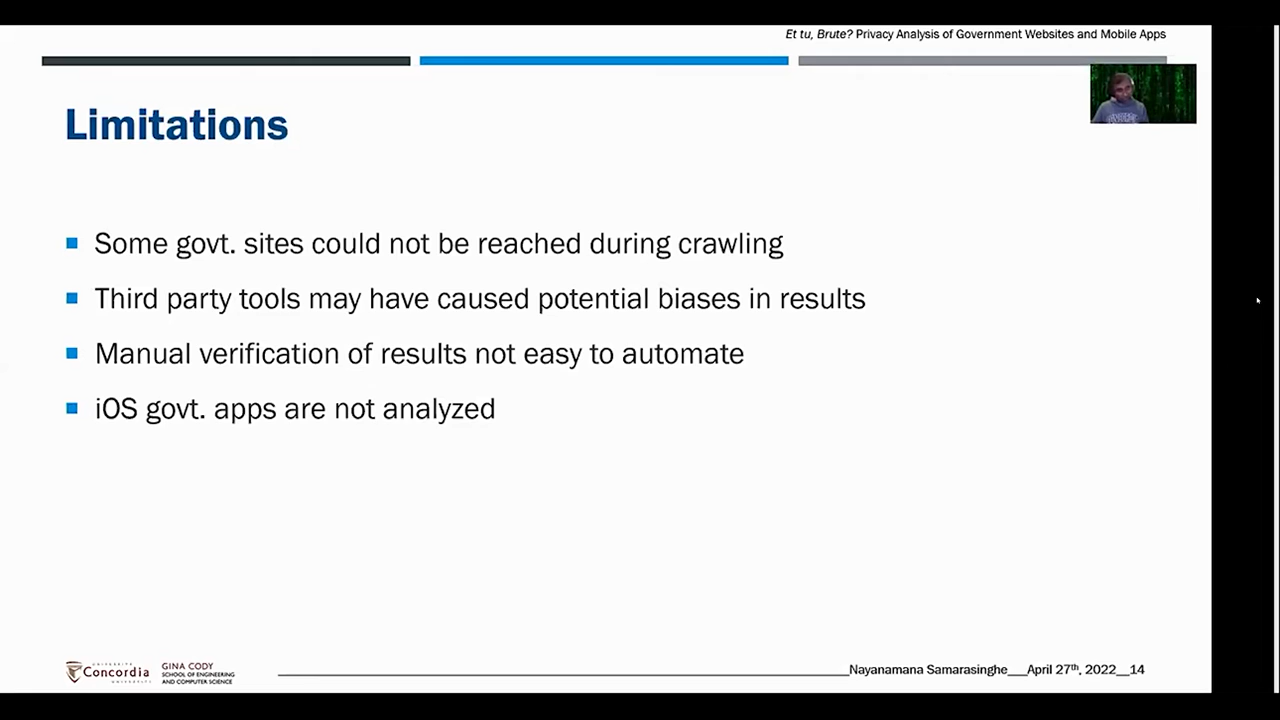 Et tu, Brute? Privacy Analysis of Government Websites and Mobile Apps
Limitations
Some govt. sites could not be reached during crawling
Third party tools may have caused potential biases in results
Manual verification of results not easy to automate
iOS govt. apps are not analyzed
UNIVERSITÉ
Concordia
UNIVERSITY
GINA CODY
SCHOOL OF ENGINEERING
AND COMPUTER SCIENCE
Nayanamana Samarasinghe__April 27th, 2022__14